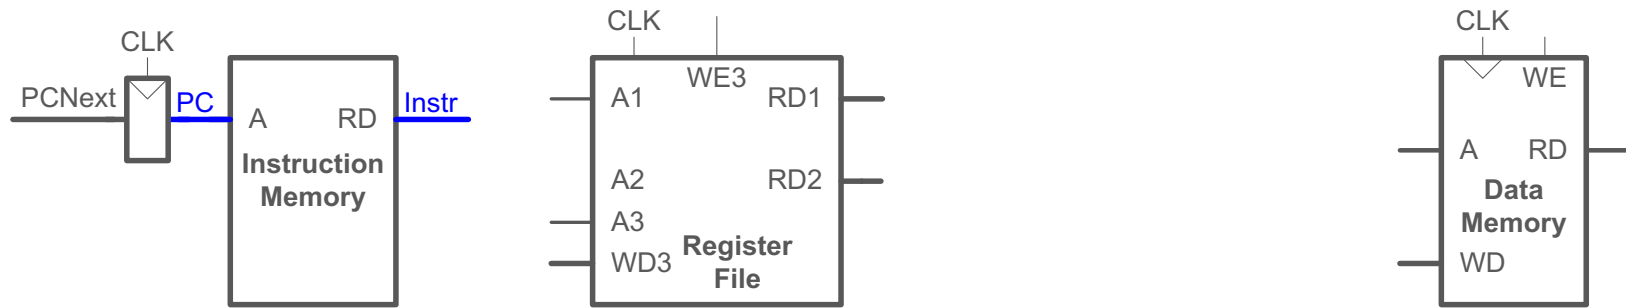 CLK
PCNext
PC
A
RD
Instruction
Memory
Instr
CLK
WE3
A1
RD1
A2
RD2
A3
WD3
Register
File
CLK
WE
A
RD
Data
Memory
WD